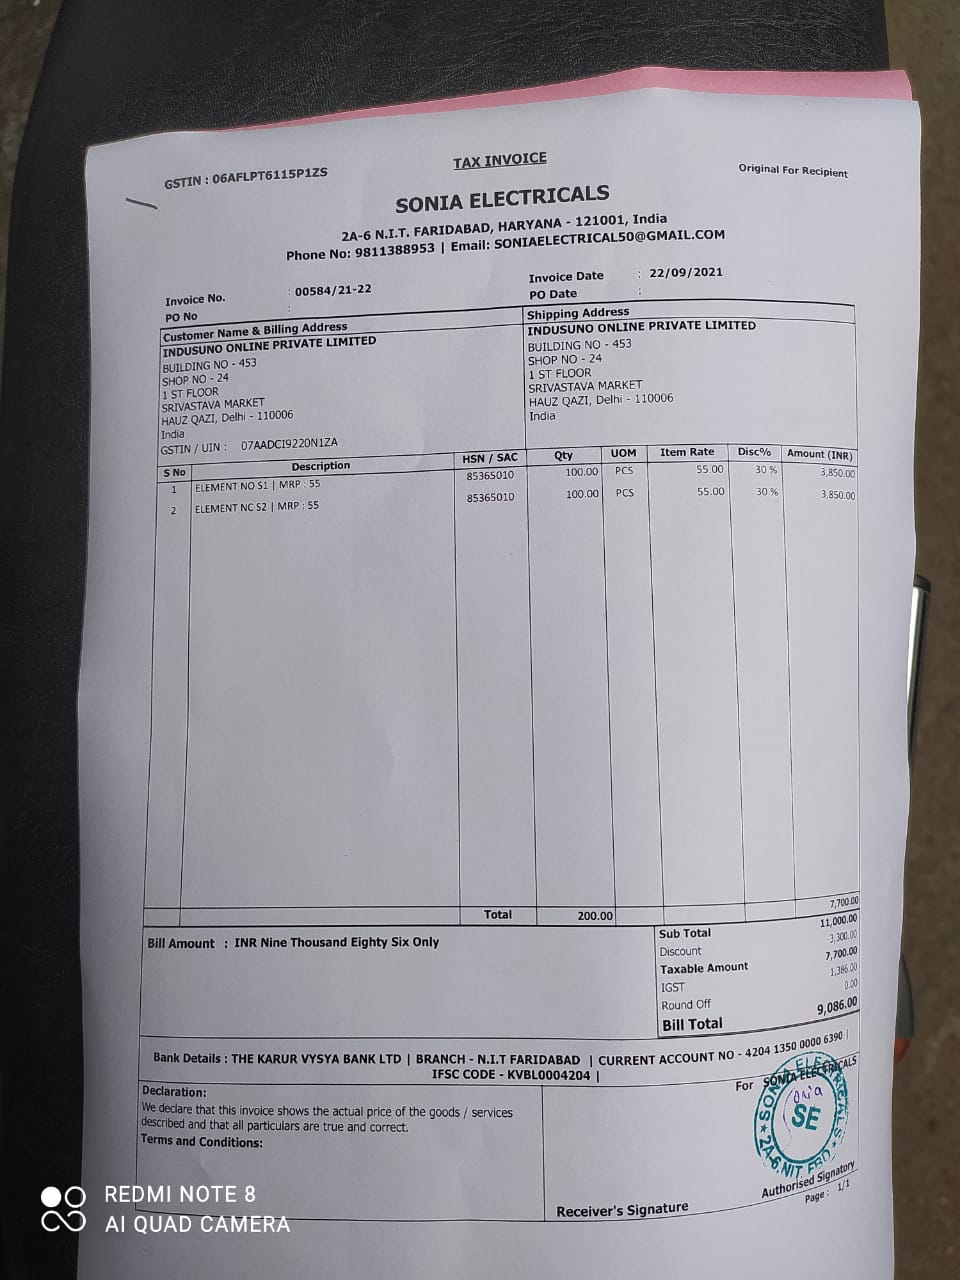 TAX INVOICE
GSTIN : 06AFLPT6115P1ZS
Original For Recipient
SONIA ELECTRICALS
2A-6 N.I.T. FARIDABAD, HARYANA - 121001, India
Phone No: 9811388953 | Email: SONIAELECTRICAL50@GMAIL.COM
Invoice No. : 00584/21-22
PO No :
Invoice Date : 22/09/2021
PO Date :
Customer Name & Billing Address
INDUSUNO ONLINE PRIVATE LIMITED
BUILDING NO - 453
SHOP NO - 24
1 ST FLOOR
SRIVASTAVA MARKET
HAUZ QAZI, Delhi - 110006
India
GSTIN / UIN : 07AADCI9220N1ZA
Shipping Address
INDUSUNO ONLINE PRIVATE LIMITED
BUILDING NO - 453
SHOP NO - 24
1 ST FLOOR
SRIVASTAVA MARKET
HAUZ QAZI, Delhi - 110006
India
S No Description HSN / SAC Qty UOM Item Rate Disc% Amount (INR)
1 ELEMENT NO S1 | MRP : 55 85365010 100.00 PCS 55.00 30 % 3,850.00
2 ELEMENT NC S2 | MRP : 55 85365010 100.00 PCS 55.00 30 % 3,850.00
Total 200.00 7,700.00
Bill Amount : INR Nine Thousand Eighty Six Only
Sub Total 11,000.00
Discount -3,300.00
Taxable Amount 7,700.00
IGST 1,386.00
Round Off 0.00
Bill Total 9,086.00
Bank Details : THE KARUR VYSYA BANK LTD | BRANCH - N.I.T FARIDABAD | CURRENT ACCOUNT NO - 4204 1350 0000 6390 |
IFSC CODE - KVBL0004204 |
Declaration:
We declare that this invoice shows the actual price of the goods / services
described and that all particulars are true and correct.
Terms and Conditions:
For SONIA ELECTRICALS
SE
2A-6, NIT, FBD.
Receiver's Signature
Authorised Signatory
Page : 1/1
REDMI NOTE 8
AI QUAD CAMERA